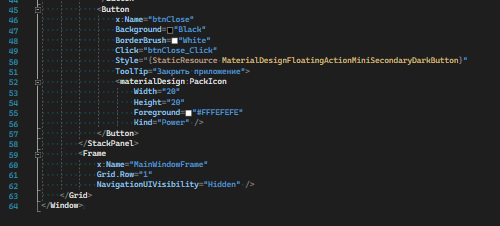 44 </Button>
45 <Button
46 x:Name="btnClose"
47 Background="Black"
48 BorderBrush="White"
49 Click="btnClose_Click"
50 Style="{StaticResource MaterialDesignFloatingActionMiniSecondaryDarkButton}"
51 ToolTip="Закрыть приложение">
52 <materialDesign:PackIcon
53 Width="20"
54 Height="20"
55 Foreground="#FFFEFEFE"
56 Kind="Power" />
57 </Button>
58 </StackPanel>
59 <Frame
60 x:Name="MainWindowFrame"
61 Grid.Row="1"
62 NavigationUIVisibility="Hidden" />
63 </Grid>
64 </Window>